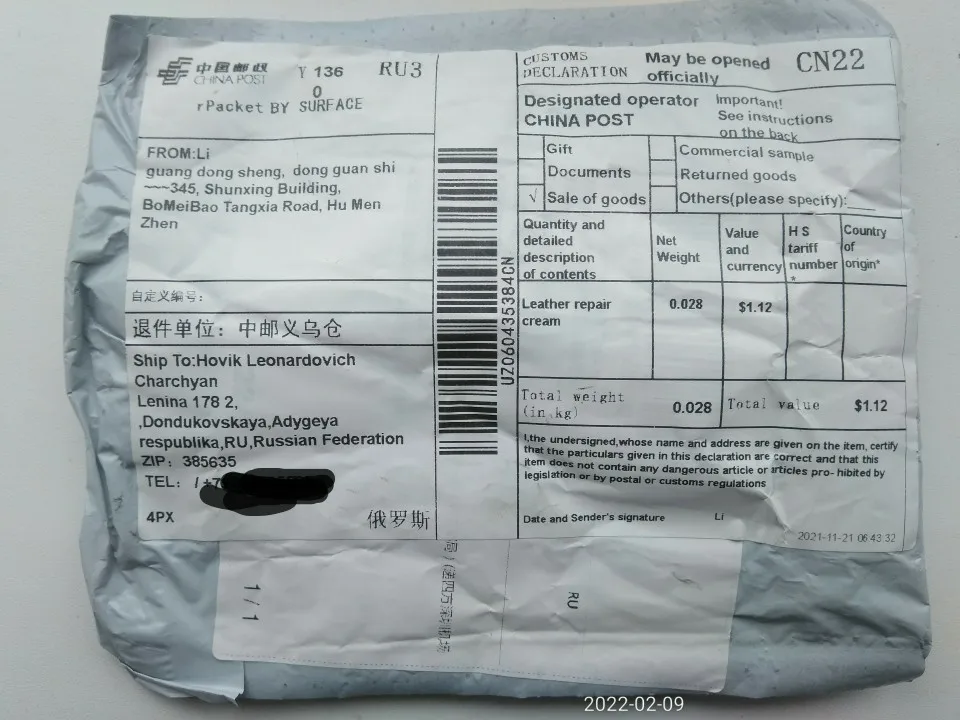 中国邮政
CHINA POST
Y 136
0
RU3
rPacket BY SURFACE
FROM:Li
guang dong sheng, dong guan shi
~~~345, Shunxing Building,
BoMeiBao Tangxia Road, Hu Men
Zhen
自定义编号:
退件单位: 中邮义乌仓
Ship To:Hovik Leonardovich
Charchyan
Lenina 178 2,
,Dondukovskaya,Adygeya
respublika,RU,Russian Federation
ZIP: 385635
TEL: / +7
4PX
俄罗斯
UZ0604353384CN
CUSTOMS
DECLARATION
May be opened
officially
CN22
Designated operator
CHINA POST
Important!
See instructions
on the back
Gift
Commercial sample
Documents
Returned goods
√ Sale of goods
Others(please specify):___
Quantity and
detailed
description
of contents
Net
Weight
Value
and
currency
H S
tariff
number
*
Country
of
origin*
Leather repair
cream
0.028
$1.12
Total weight
(in kg)
0.028
Total value
$1.12
I,the undersigned,whose name and address are given on the item, certify
that the particulars given in this declaration are correct and that this
item does not contain any dangerous article or articles pro- hibited by
legislation or by postal or customs regulations
Date and Sender's signature
Li
2021-11-21 06:43:32
1 / 1
RU
2022-02-09